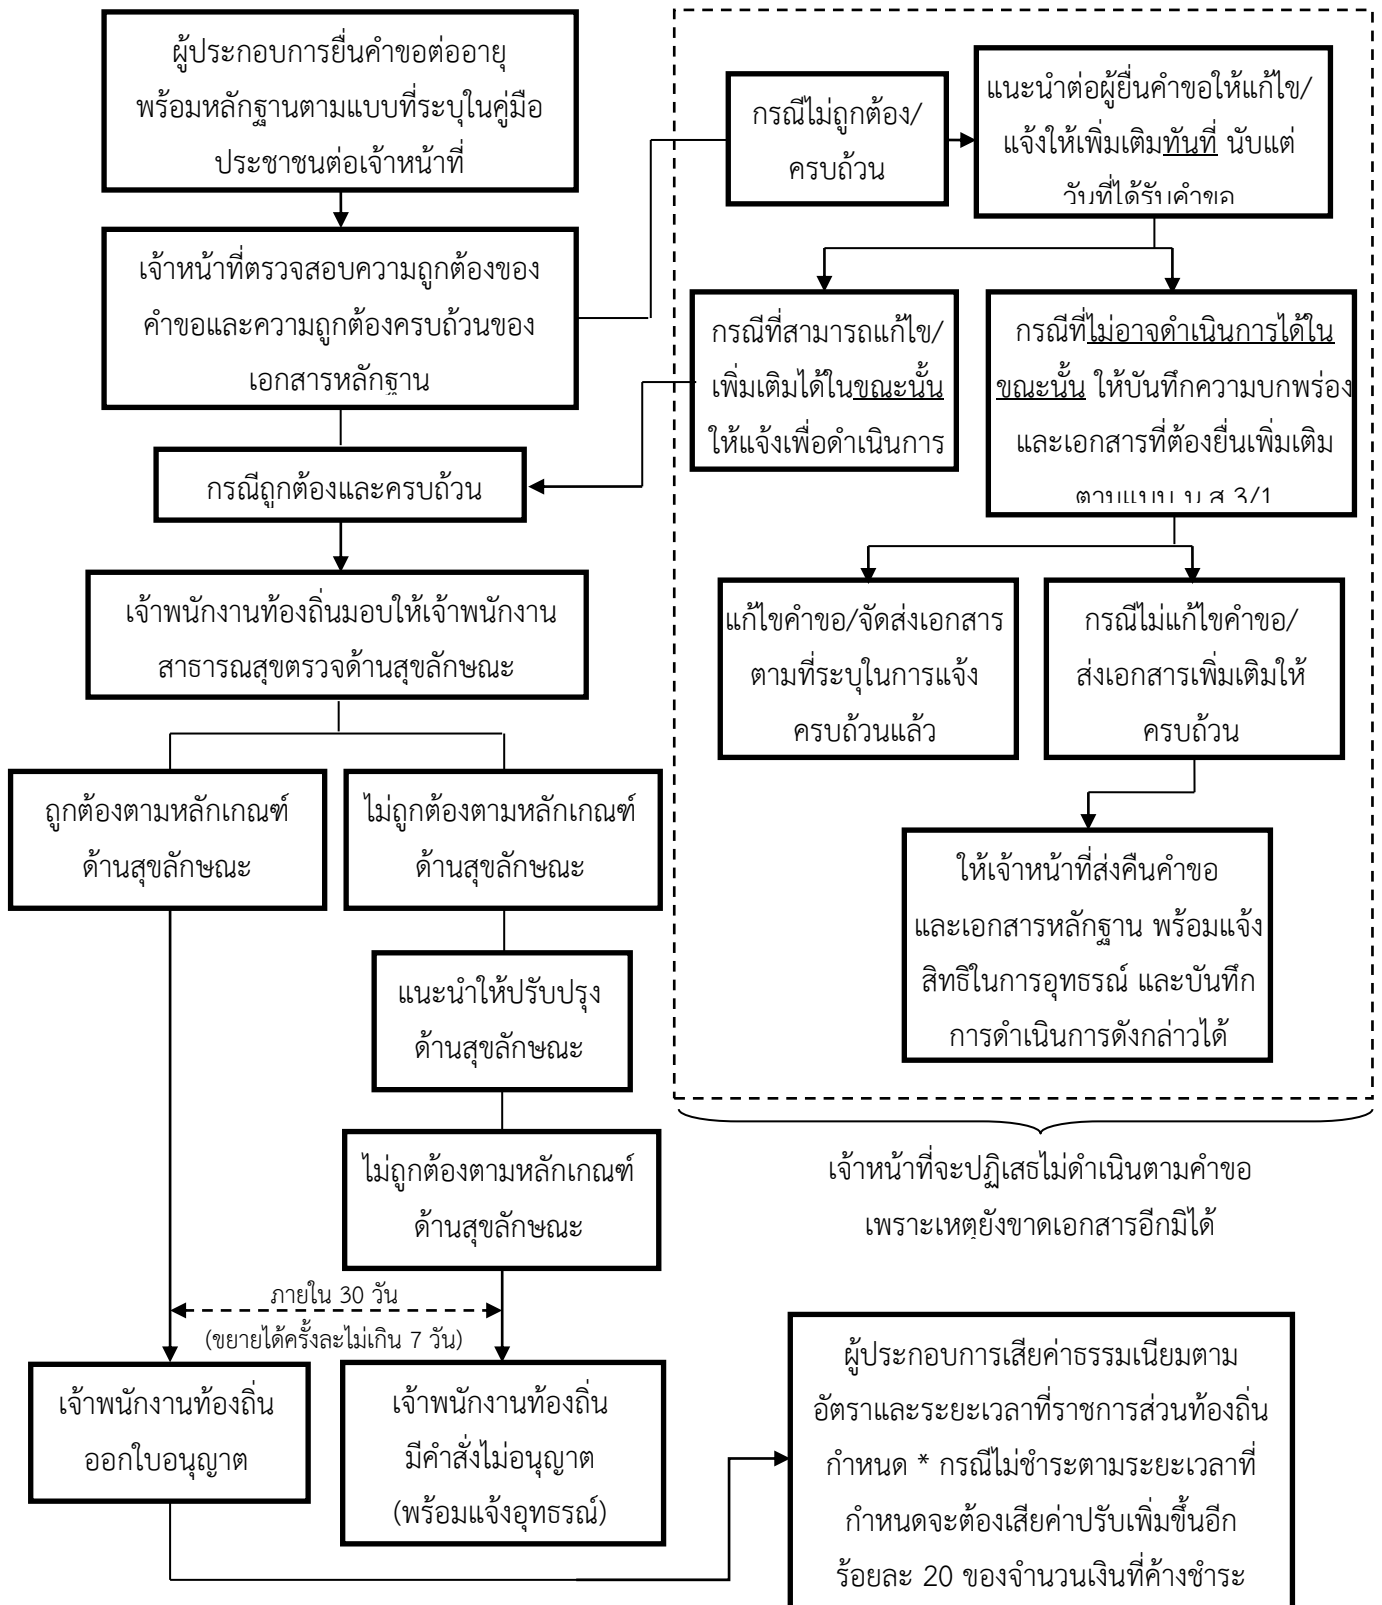 ผู้ประกอบการยื่นคำขอต่ออายุ
พร้อมหลักฐานตามแบบที่ระบุในคู่มือ
ประชาชนต่อเจ้าหน้าที่
เจ้าหน้าที่ตรวจสอบความถูกต้องของ
คำขอและความถูกต้องครบถ้วนของ
เอกสารหลักฐาน
กรณีถูกต้องและครบถ้วน
เจ้าพนักงานท้องถิ่นมอบให้เจ้าพนักงาน
สาธารณสุขตรวจด้านสุขลักษณะ
ถูกต้องตามหลักเกณฑ์
ด้านสุขลักษณะ
ไม่ถูกต้องตามหลักเกณฑ์
ด้านสุขลักษณะ
แนะนำให้ปรับปรุง
ด้านสุขลักษณะ
ไม่ถูกต้องตามหลักเกณฑ์
ด้านสุขลักษณะ
ภายใน 30 วัน
(ขยายได้ครั้งละไม่เกิน 7 วัน)
เจ้าพนักงานท้องถิ่น
ออกใบอนุญาต
เจ้าพนักงานท้องถิ่น
มีคำสั่งไม่อนุญาต
(พร้อมแจ้งอุทธรณ์)
กรณีไม่ถูกต้อง/
ครบถ้วน
แนะนำต่อผู้ยื่นคำขอให้แก้ไข/
แจ้งให้เพิ่มเติมทันที่ นับแต่
วันที่ได้รับคำขอ
กรณีที่สามารถแก้ไข/
เพิ่มเติมได้ในขณะนั้น
ให้แจ้งเพื่อดำเนินการ
กรณีที่ไม่อาจดำเนินการได้ใน
ขณะนั้น ให้บันทึกความบกพร่อง
และเอกสารที่ต้องยื่นเพิ่มเติม
ตามแบบ น.ส.3/1
แก้ไขคำขอ/จัดส่งเอกสาร
ตามที่ระบุในการแจ้ง
ครบถ้วนแล้ว
กรณีไม่แก้ไขคำขอ/
ส่งเอกสารเพิ่มเติมให้
ครบถ้วน
ให้เจ้าหน้าที่ส่งคืนคำขอ
และเอกสารหลักฐาน พร้อมแจ้ง
สิทธิในการอุทธรณ์ และบันทึก
การดำเนินการดังกล่าวได้
เจ้าหน้าที่จะปฏิเสธไม่ดำเนินตามคำขอ
เพราะเหตุยังขาดเอกสารอีกมิได้
ผู้ประกอบการเสียค่าธรรมเนียมตาม
อัตราและระยะเวลาที่ราชการส่วนท้องถิ่น
กำหนด * กรณีไม่ชำระตามระยะเวลาที่
กำหนดจะต้องเสียค่าปรับเพิ่มขึ้นอีก
ร้อยละ 20 ของจำนวนเงินที่ค้างชำระ